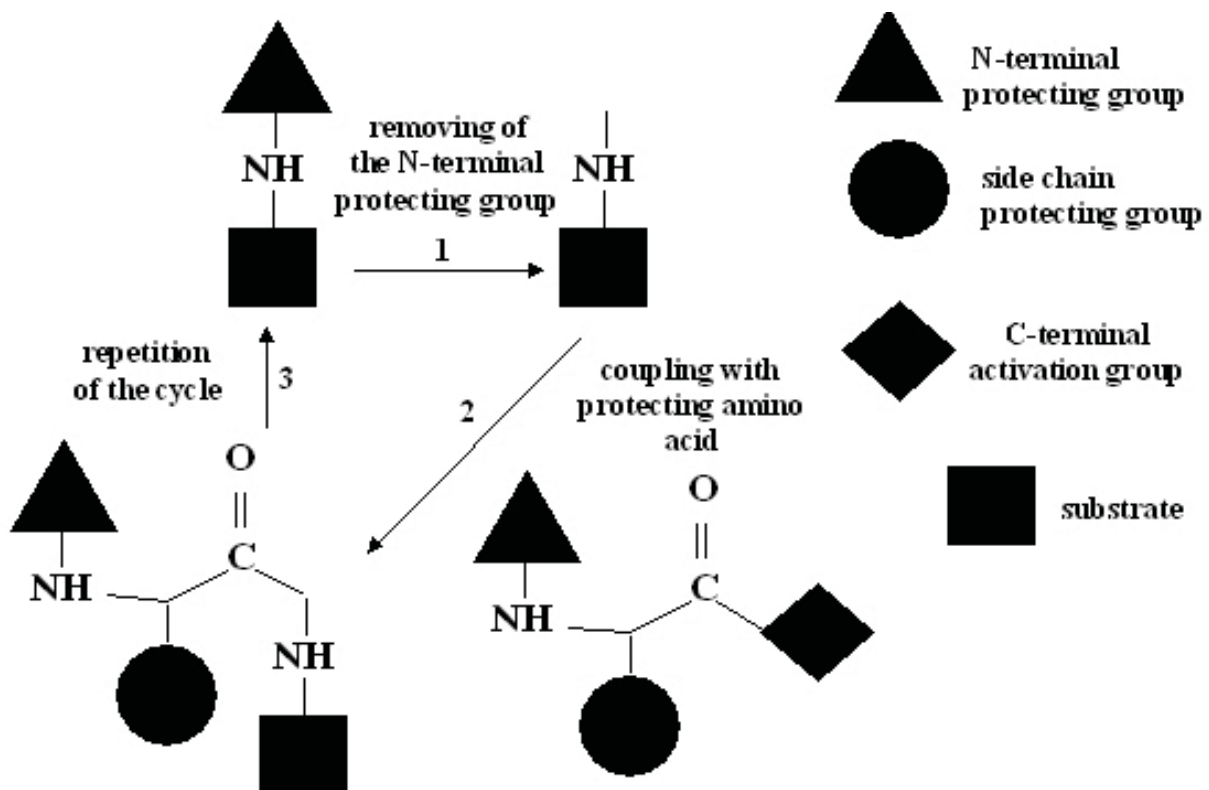 NH
removing of
the N-terminal
protecting group
1
NH
repetition
of the cycle
3
2
coupling with
protecting amino
acid
O
C
NH
NH
O
C
NH
N-terminal
protecting group
side chain
protecting group
C-terminal
activation group
substrate